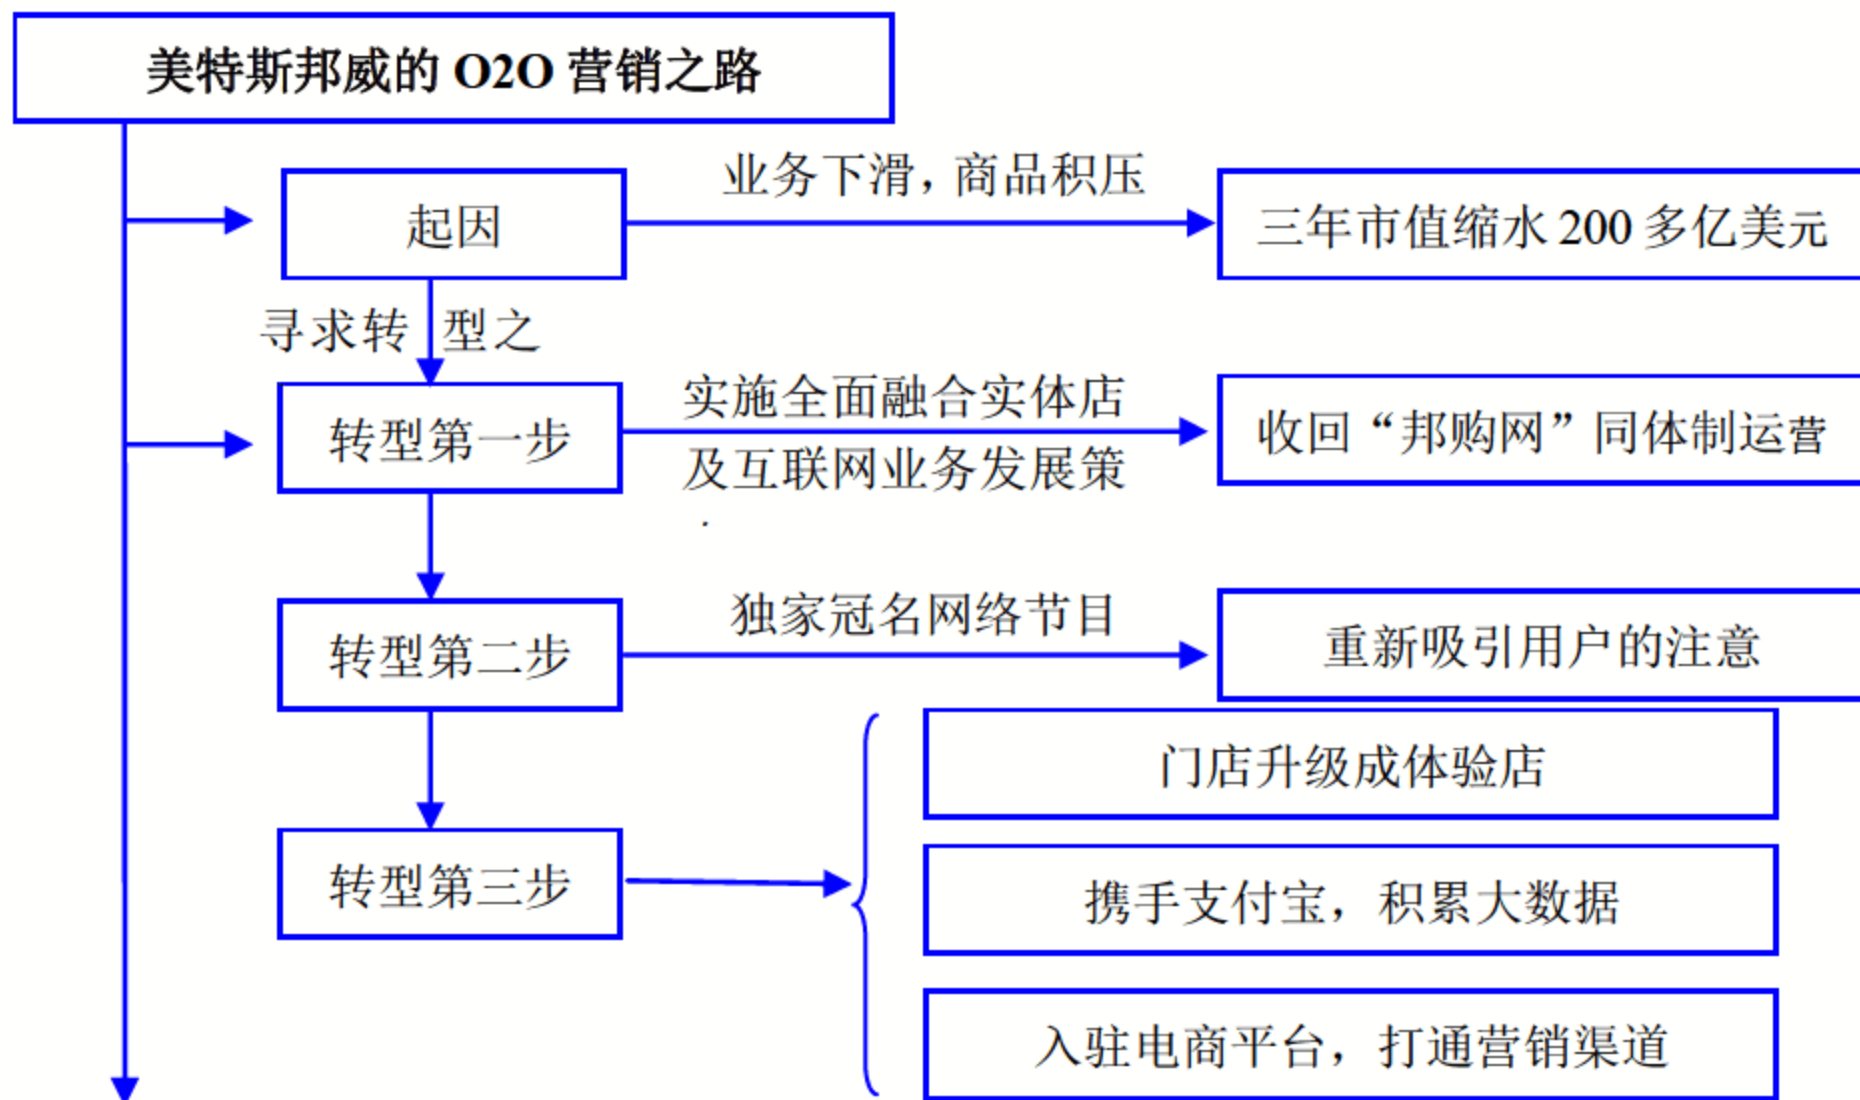 美特斯邦威的 O2O 营销之路
业务下滑，商品积压
起因
三年市值缩水 200 多亿美元
寻求转型之
实施全面融合实体店
转型第一步
收回“邦购网”同体制运营
及互联网业务发展策
独家冠名网络节目
转型第二步
重新吸引用户的注意
门店升级成体验店
转型第三步
携手支付宝，积累大数据
入驻电商平台，打通营销渠道